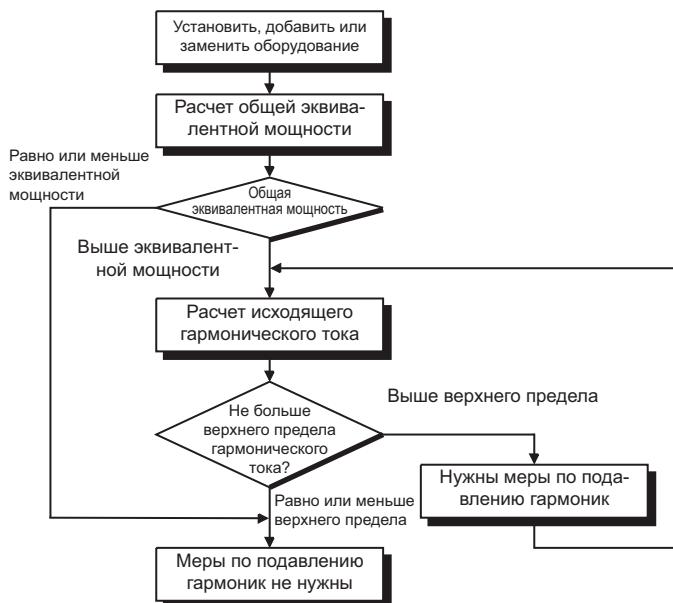 Установить, добавить или
заменить оборудование
Расчет общей эквива-
лентной мощности
Равно или меньше
эквивалентной
мощности
Общая
эквивалентная мощность
Выше эквивалент-
ной мощности
Расчет исходящего
гармонического тока
Выше верхнего предела
Не больше
верхнего предела
гармонического
тока?
Нужны меры по пода-
влению гармоник
Равно или меньше
верхнего предела
Меры по подавлению
гармоник не нужны